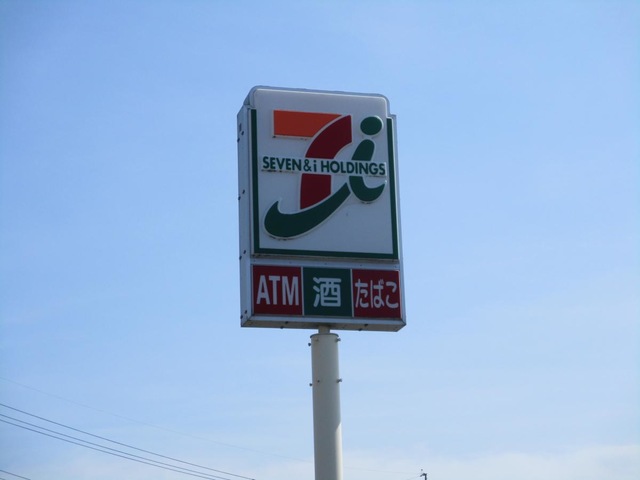 SEVEN & i HOLDINGS
ATM 酒 たばこ